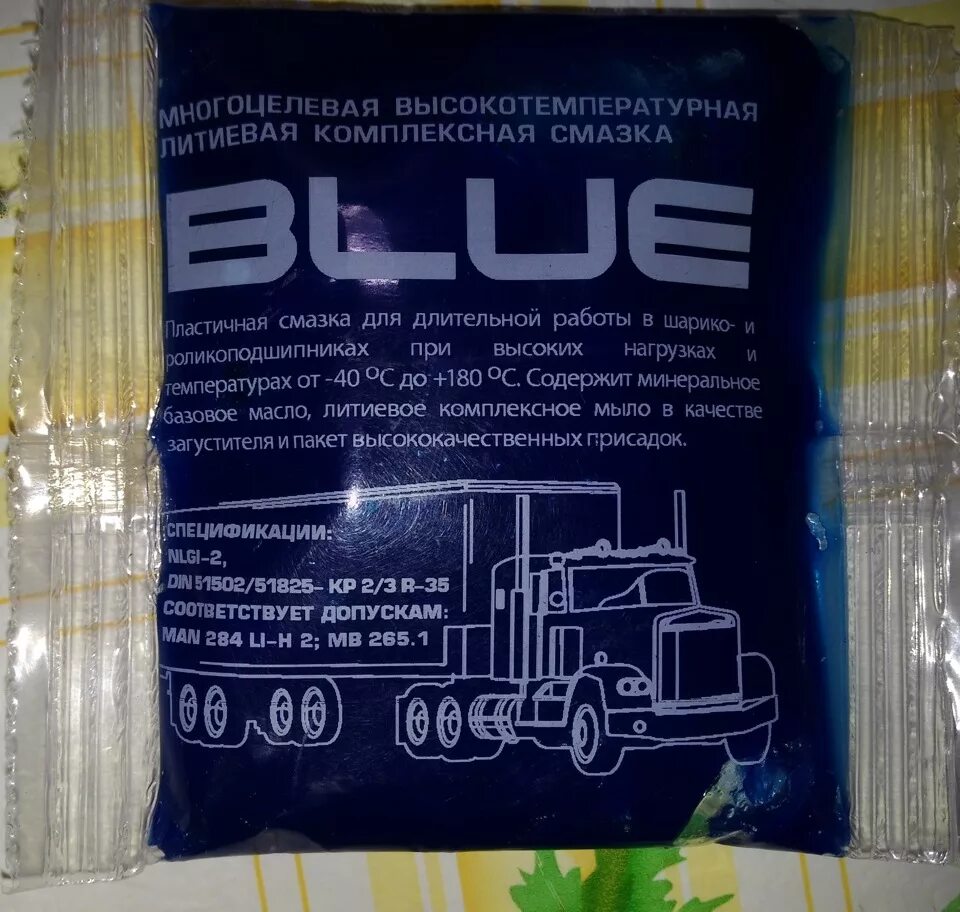 МНОГОЦЕЛЕВАЯ ВЫСОКОТЕМПЕРАТУРНАЯ
ЛИТИЕВАЯ КОМПЛЕКСНАЯ СМАЗКА
BLUE
Пластичная смазка для длительной работы в шарико- и
роликоподшипниках при высоких нагрузках и
температурах от -40 ºC до +180 ºC. Содержит минеральное
базовое масло, литиевое комплексное мыло в качестве
загустителя и пакет высококачественных присадок.
СПЕЦИФИКАЦИИ:
NLGI-2,
DIN 51502/51825- KP 2/3 R-35
СООТВЕТСТВУЕТ ДОПУСКАМ:
MAN 284 LI-H 2; MB 265.1